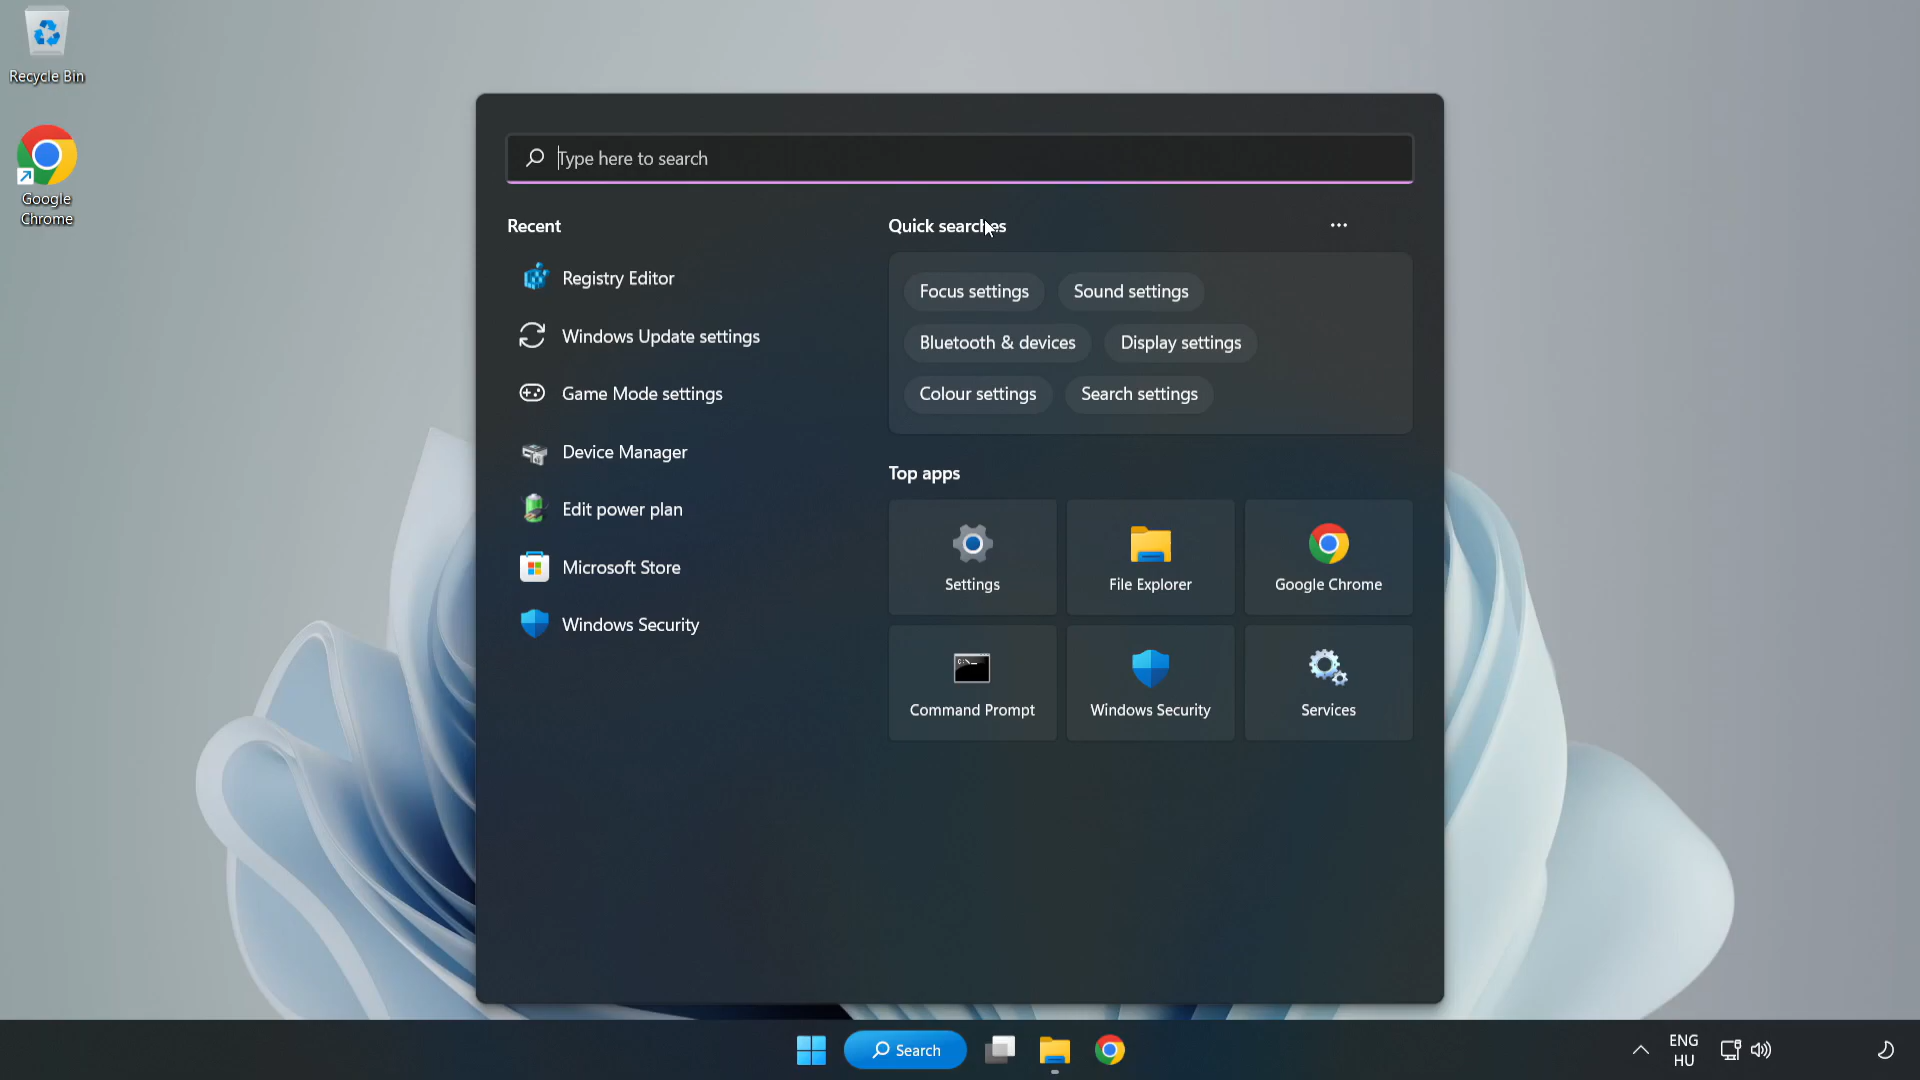 Recycle Bin
Google
Chrome
Type here to search
Recent
Registry Editor
Windows Update settings
Game Mode settings
Device Manager
Edit power plan
Microsoft Store
Windows Security
Quick searches
Focus settings
Sound settings
Bluetooth & devices
Display settings
Colour settings
Search settings
Top apps
Settings
File Explorer
Google Chrome
Command Prompt
Windows Security
Services
Search
ENG
HU